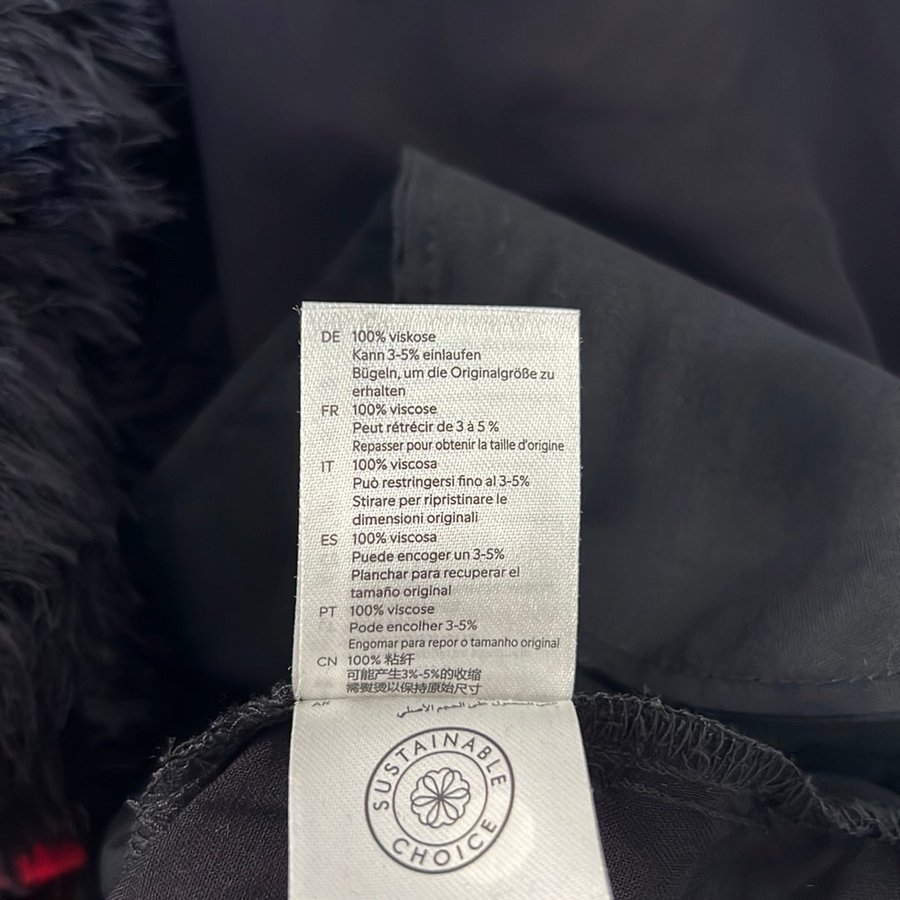 DE 100% viskose
Kann 3-5% einlaufen
Bügeln, um die Originalgröße zu
erhalten
FR 100% viscose
Peut rétrécir de 3 à 5 %
Repasser pour obtenir la taille d'origine
IT 100% viscosa
Può restringersi fino al 3-5%
Stirare per ripristinare le
dimensioni originali
ES 100% viscosa
Puede encoger un 3-5%
Planchar para recuperar el
tamaño original
PT 100% viscose
Pode encolher 3-5%
Engomar para repor o tamanho original
CN 100% 粘纤
可能产生3%-5%的收缩
需熨烫以保持原始尺寸
على الحجم الأصلي
SUSTAINABLE
CHOICE